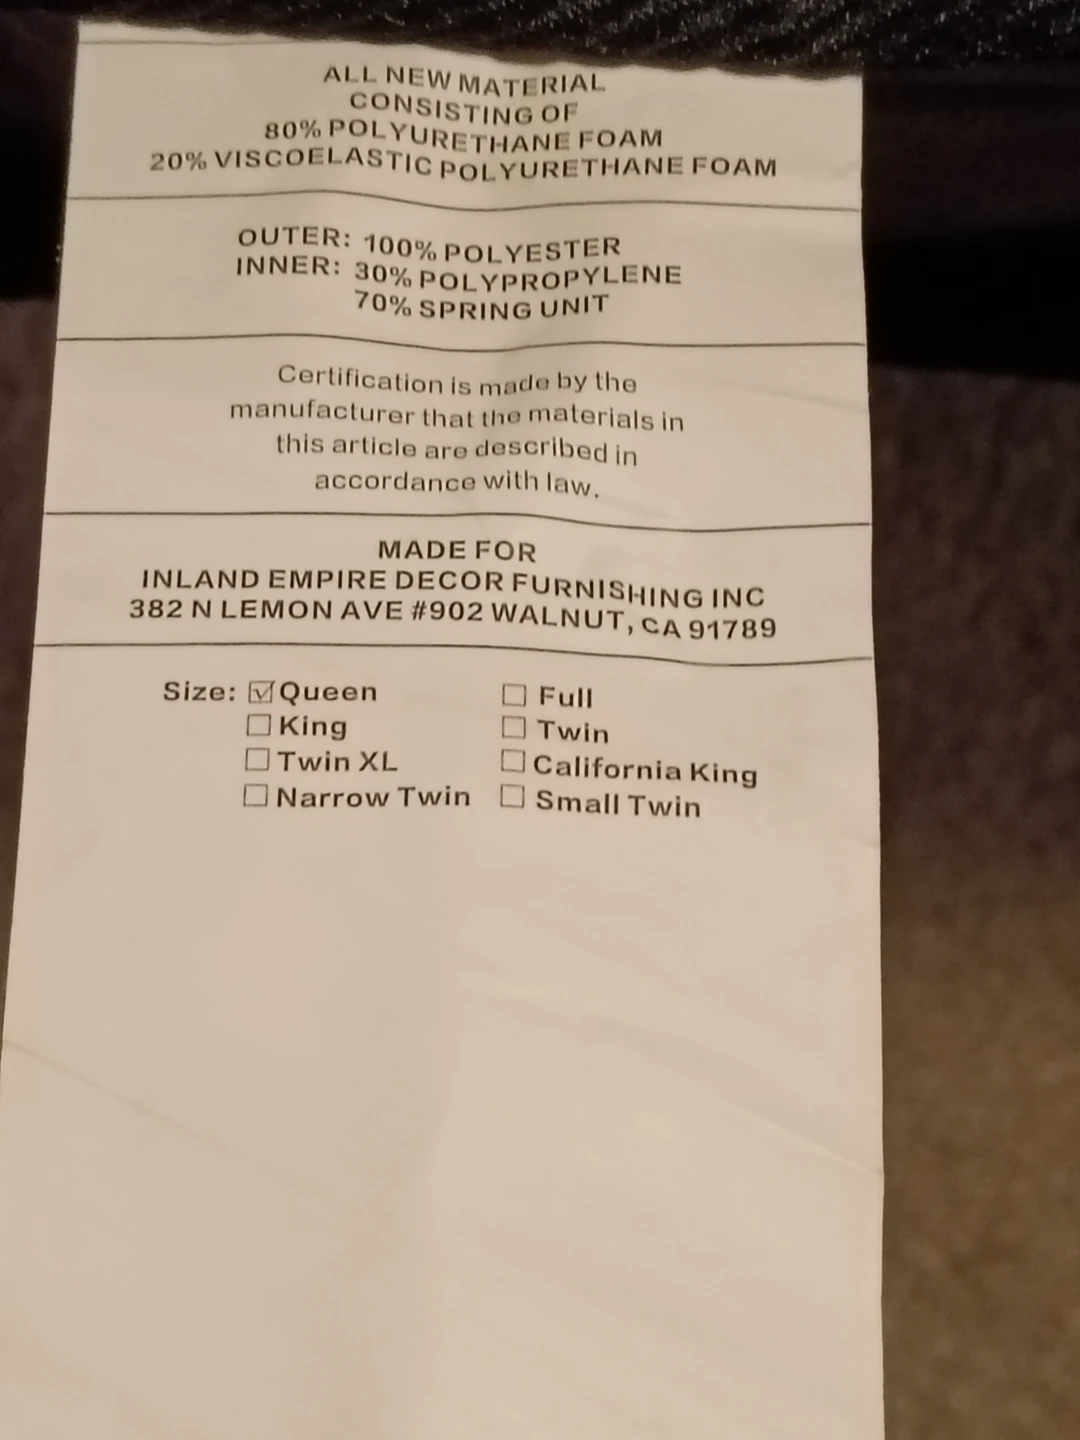 ALL NEW MATERIAL
CONSISTING OF
80% POLYURETHANE FOAM
20% VISCOELASTIC POLYURETHANE FOAM
OUTER: 100% POLYESTER
INNER: 30% POLYPROPYLENE
70% SPRING UNIT
Certification is made by the
manufacturer that the materials in
this article are described in
accordance with law.
MADE FOR
INLAND EMPIRE DECOR FURNISHING INC
382 N LEMON AVE #902 WALNUT, CA 91789
Size: ☑ Queen ☐ Full
☐ King ☐ Twin
☐ Twin XL ☐ California King
☐ Narrow Twin ☐ Small Twin